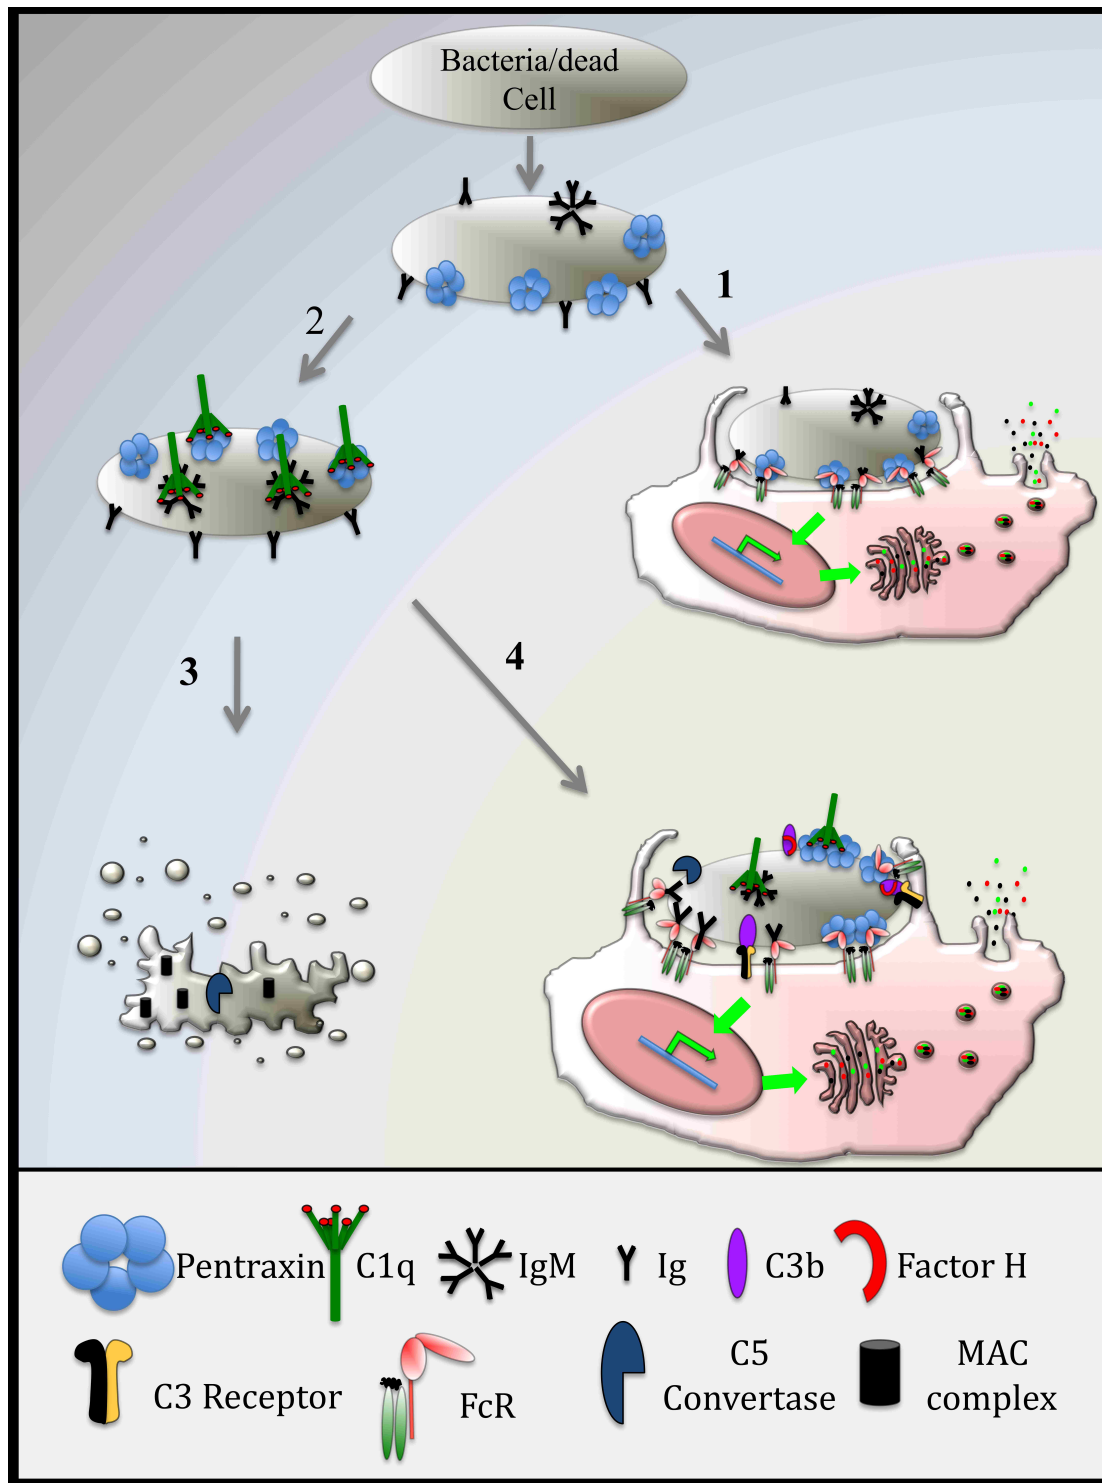 Bacteria/dead
Cell
1
2
3
4
Pentraxin
C1q
IgM
Ig
C3b
Factor H
C3 Receptor
FcR
C5
Convertase
MAC
complex